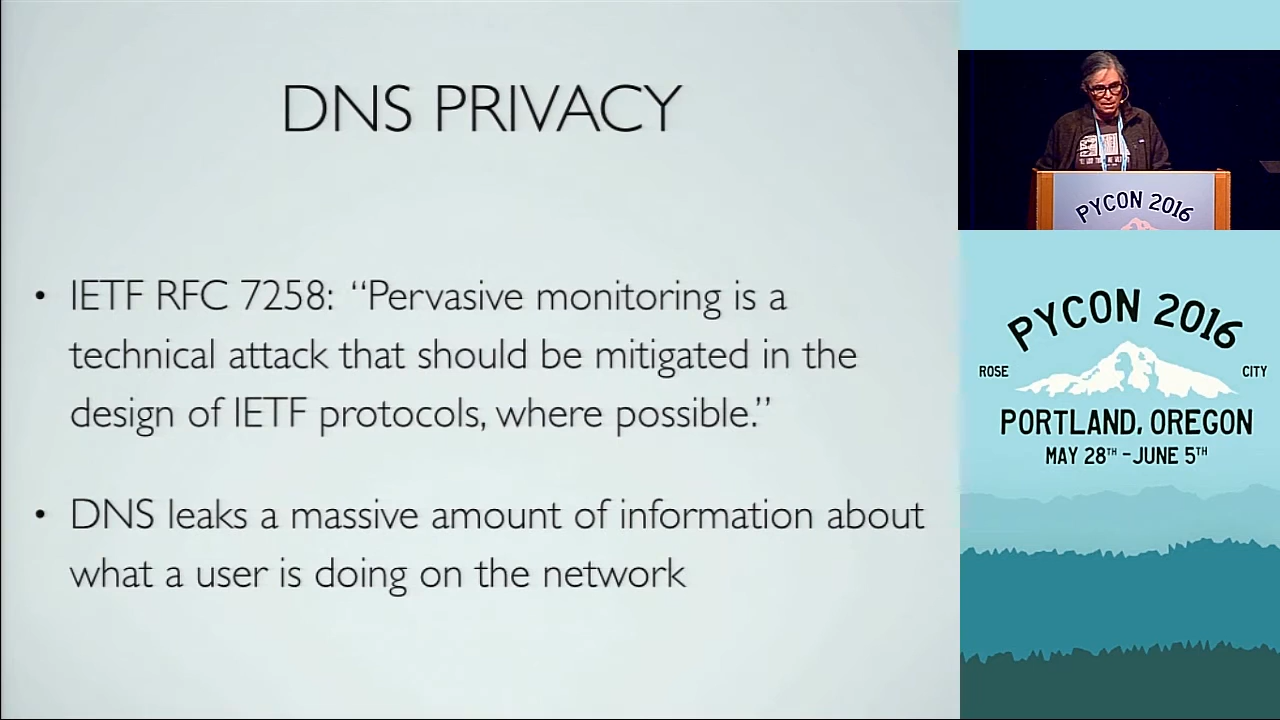 DNS PRIVACY
• IETF RFC 7258: “Pervasive monitoring is a
technical attack that should be mitigated in the
design of IETF protocols, where possible.”
• DNS leaks a massive amount of information about
what a user is doing on the network
PYCON 2016
PYCON 2016
ROSE CITY
PORTLAND, OREGON
MAY 28TH - JUNE 5TH